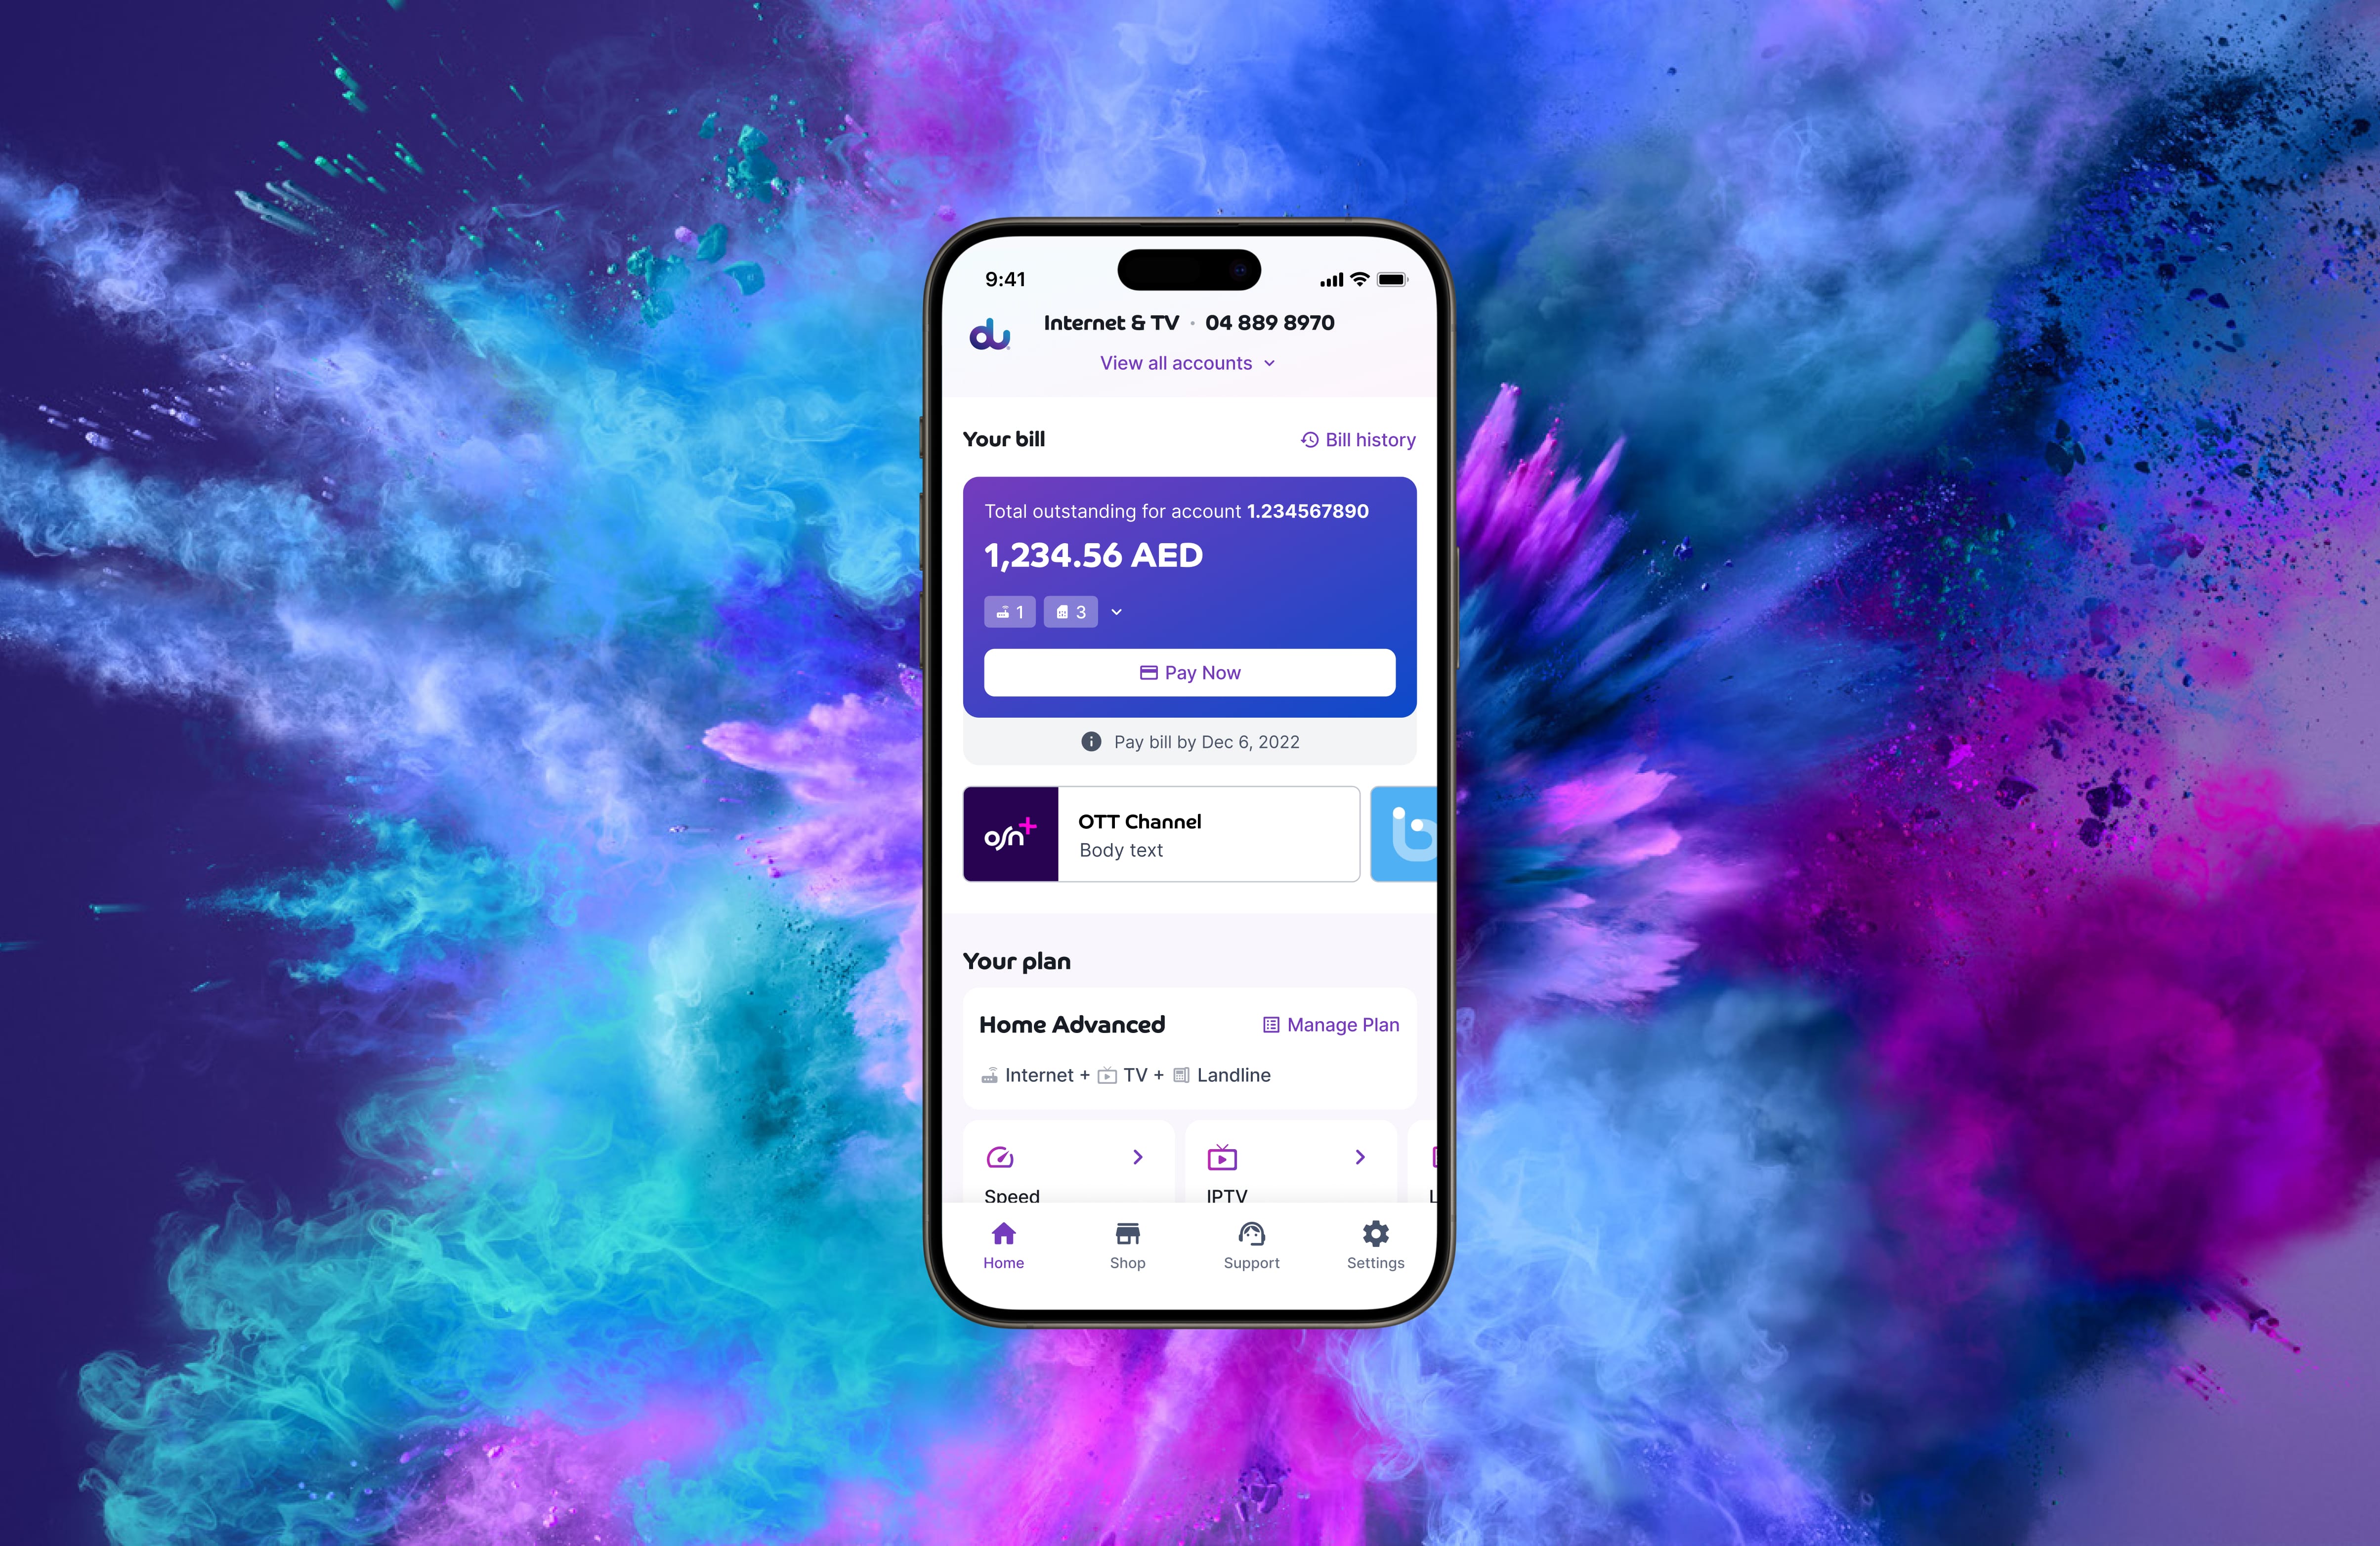 9:41
du
Internet & TV • 04 889 8970
View all accounts
Your bill
Bill history
Total outstanding for account 1.234567890
1,234.56 AED
1 3
Pay Now
Pay bill by Dec 6, 2022
osn+
OTT Channel
Body text
Your plan
Home Advanced
Manage Plan
Internet + TV + Landline
Speed
IPTV
L
Home
Shop
Support
Settings